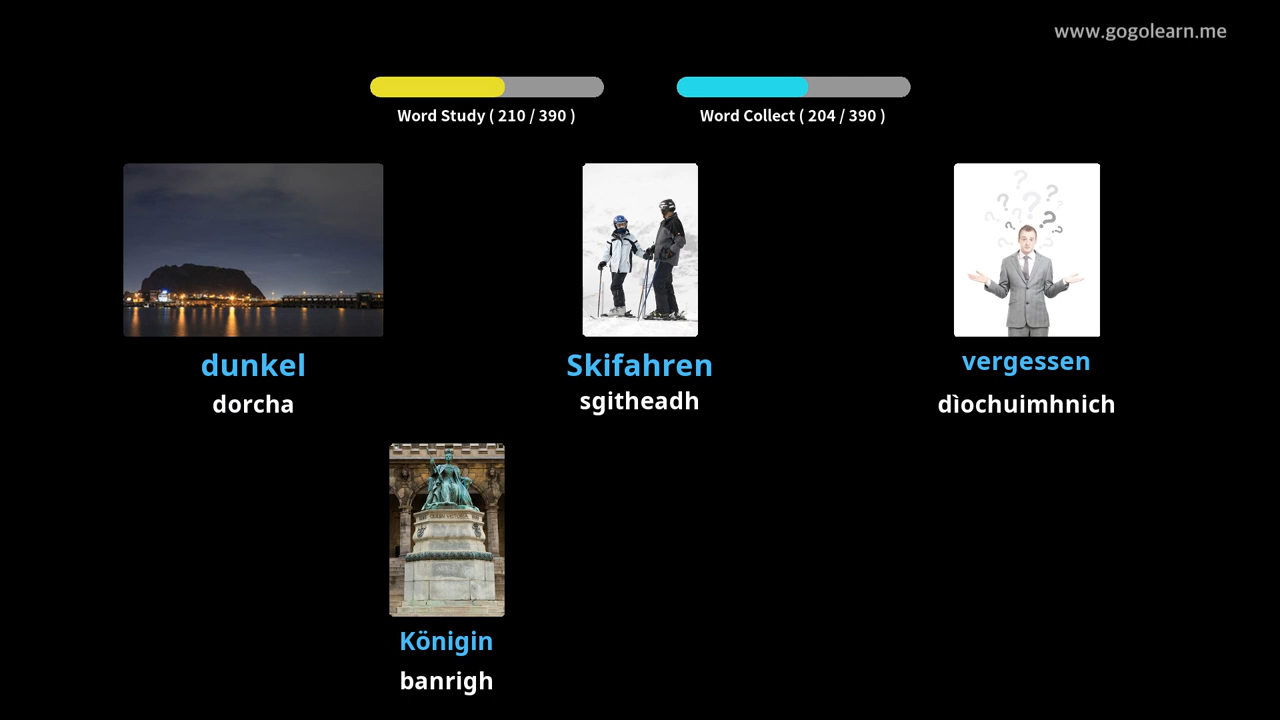 www.gogolearn.me
Word Study ( 210 / 390 )
Word Collect ( 204 / 390 )
dunkel
dorcha
Skifahren
sgitheadh
vergessen
dìochuimhnich
Königin
banrigh